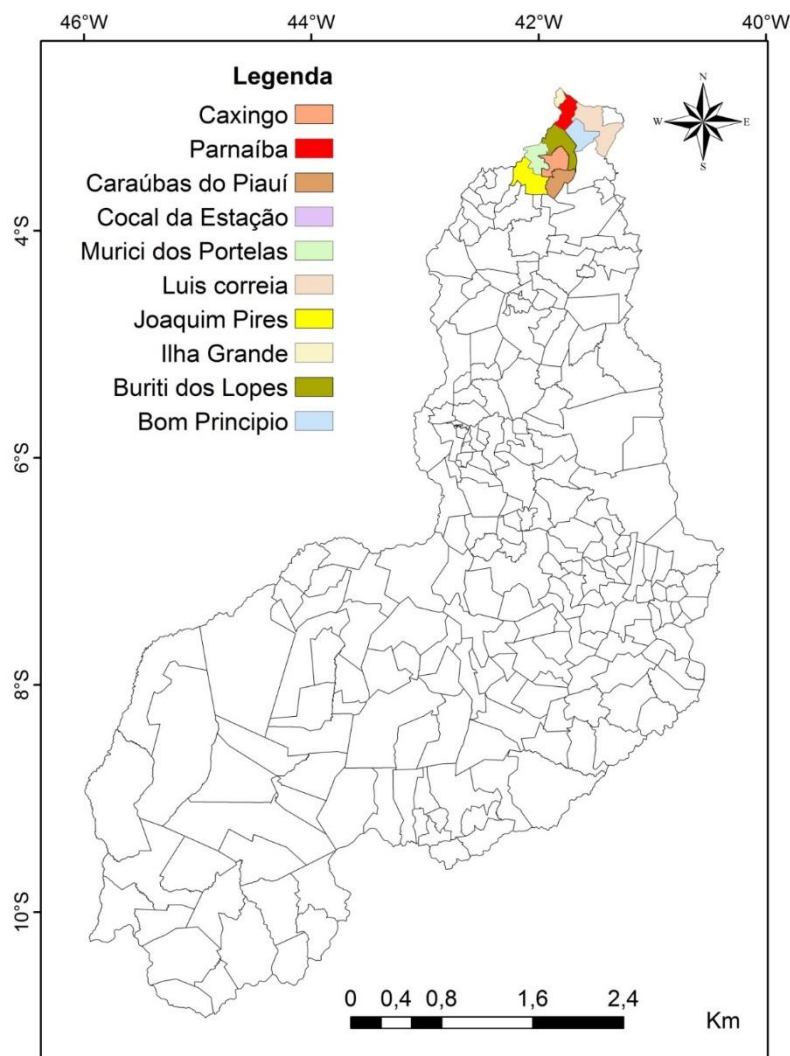 46°W 44°W 42°W 40°W
Legenda
Caxingo
Parnaíba
Caraúbas do Piauí
Cocal da Estação
Murici dos Portelas
Luis correia
Joaquim Pires
Ilha Grande
Buriti dos Lopes
Bom Principio
N
W E
S
4°S
6°S
8°S
10°S
0 0,4 0,8 1,6 2,4
Km